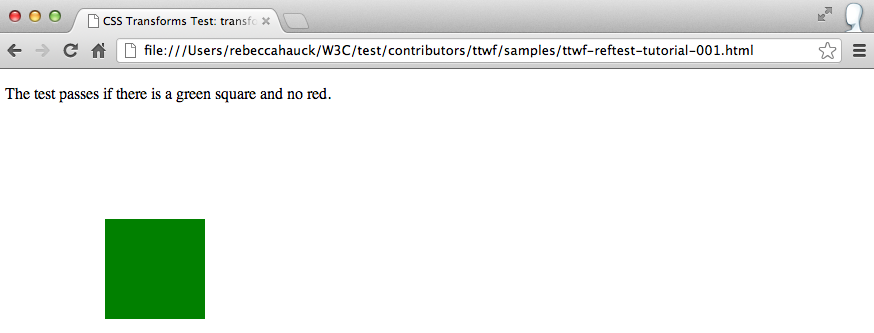 CSS Transforms Test: transfo
file:///Users/rebeccahauck/W3C/test/contributors/ttwf/samples/ttwf-reftest-tutorial-001.html
The test passes if there is a green square and no red.